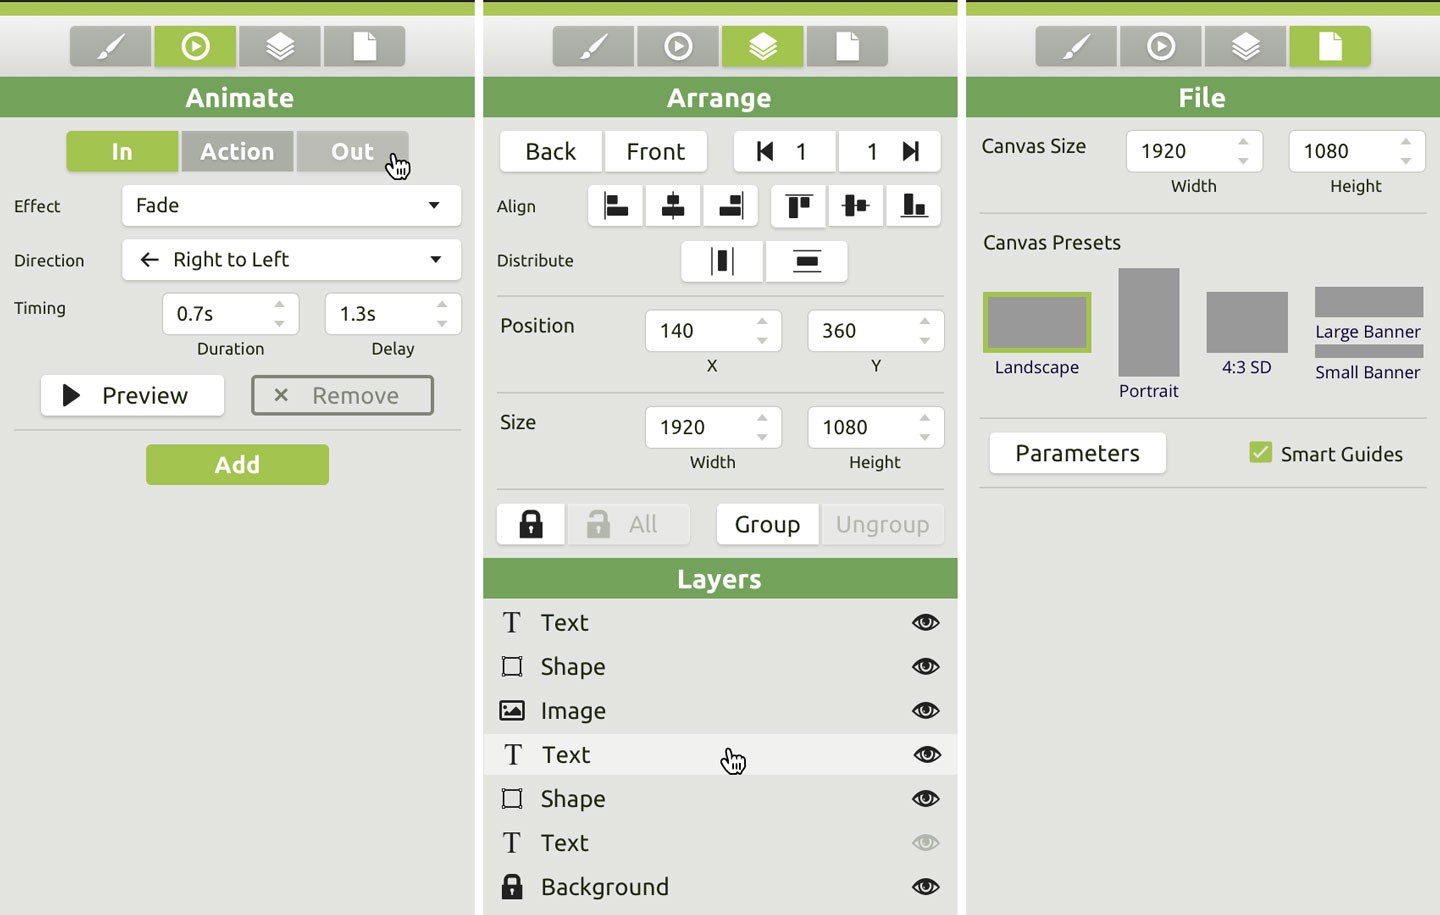 Animate
In Action Out
Effect Fade
Direction Right to Left
Timing 0.7s 1.3s
Duration Delay
Preview Remove
Add
Arrange
Back Front 1 1
Align
Distribute
Position 140 360
X Y
Size 1920 1080
Width Height
All Group Ungroup
Layers
Text
Shape
Image
Text
Shape
Text
Background
File
Canvas Size 1920 1080
Width Height
Canvas Presets
Landscape
Portrait
4:3 SD
Large Banner
Small Banner
Parameters Smart Guides